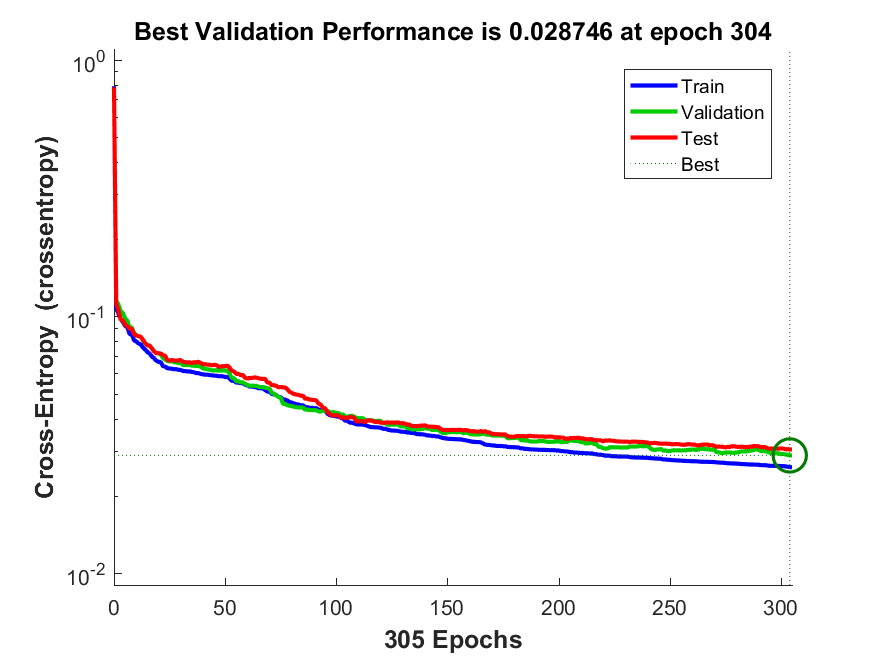 Best Validation Performance is 0.028746 at epoch 304
10^0
10^-1
10^-2
Cross-Entropy (crossentropy)
Train
Validation
Test
Best
0 50 100 150 200 250 300
305 Epochs